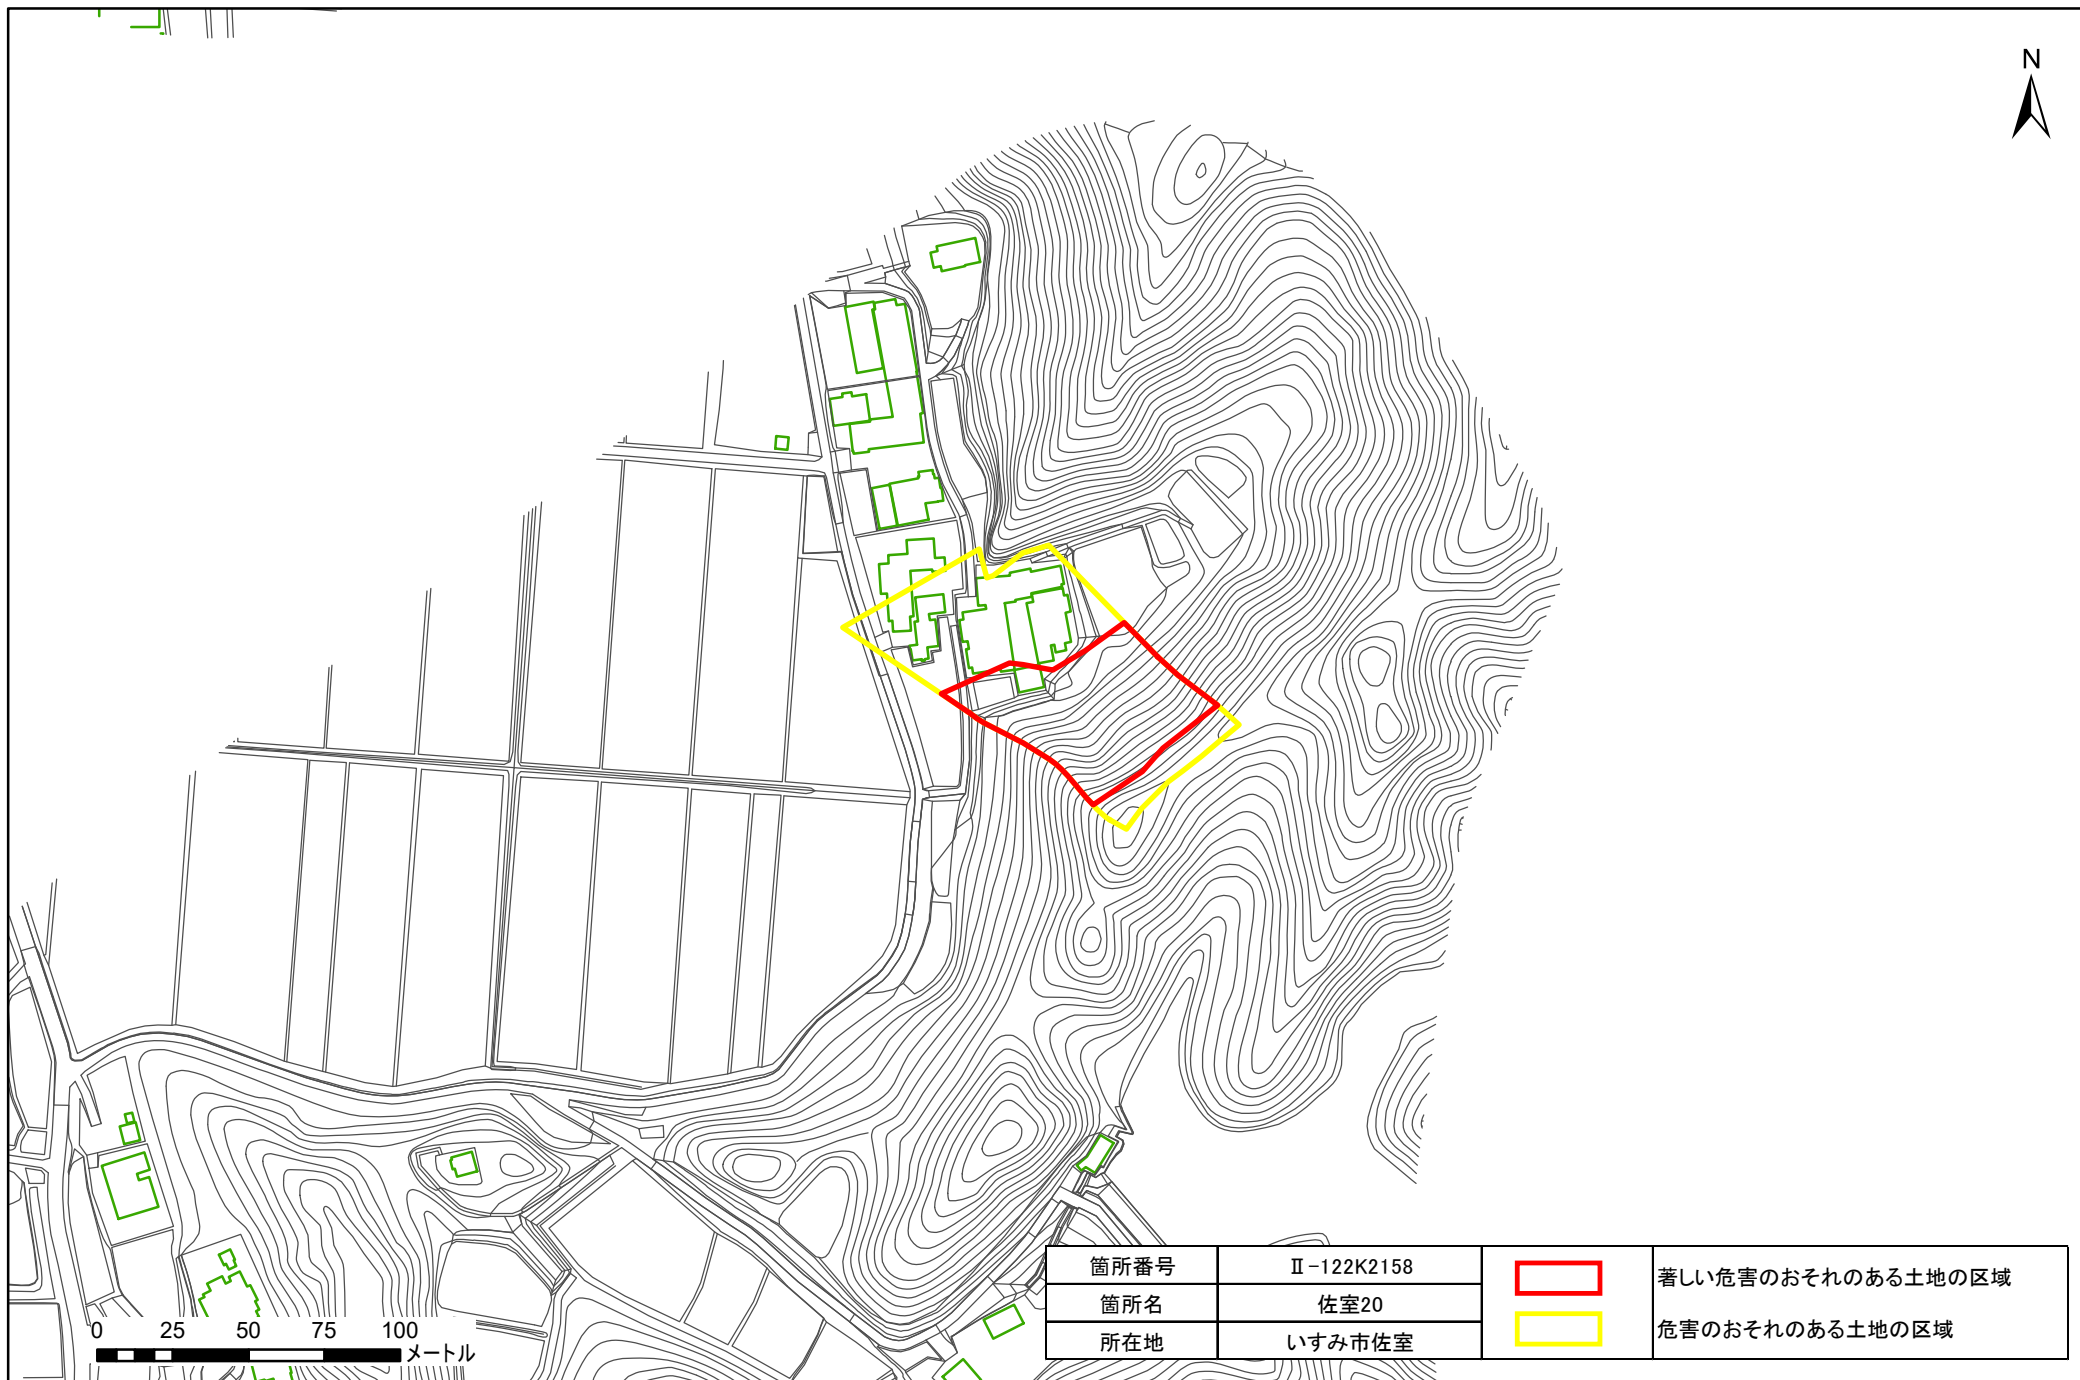 N
箇所番号 Ⅱ-122K2158
箇所名 佐室20
所在地 いすみ市佐室
著しい危害のおそれのある土地の区域
危害のおそれのある土地の区域
0 25 50 75 100
メートル